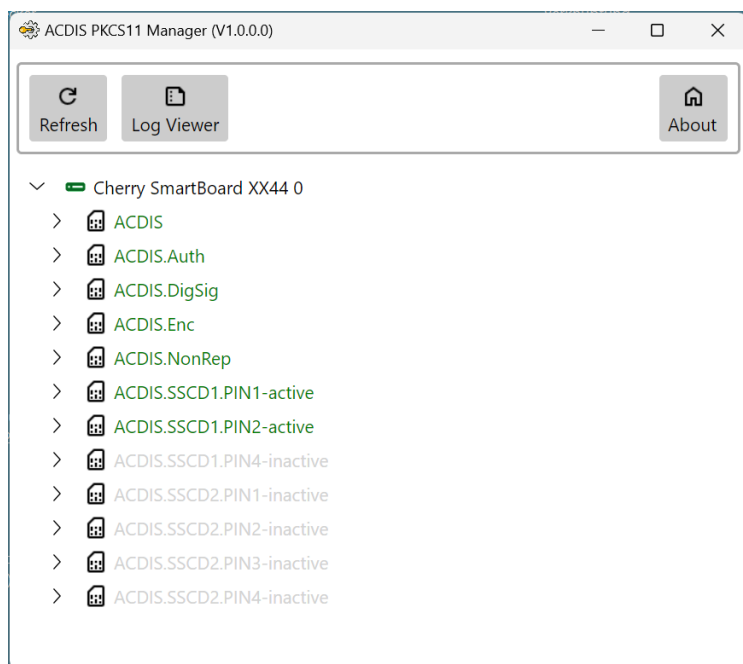 ACDIS PKCS11 Manager (V1.0.0.0)
Refresh
Log Viewer
About
Cherry SmartBoard XX44 0
ACDIS
ACDIS.Auth
ACDIS.DigSig
ACDIS.Enc
ACDIS.NonRep
ACDIS.SSCD1.PIN1-active
ACDIS.SSCD1.PIN2-active
ACDIS.SSCD1.PIN4-inactive
ACDIS.SSCD2.PIN1-inactive
ACDIS.SSCD2.PIN2-inactive
ACDIS.SSCD2.PIN3-inactive
ACDIS.SSCD2.PIN4-inactive